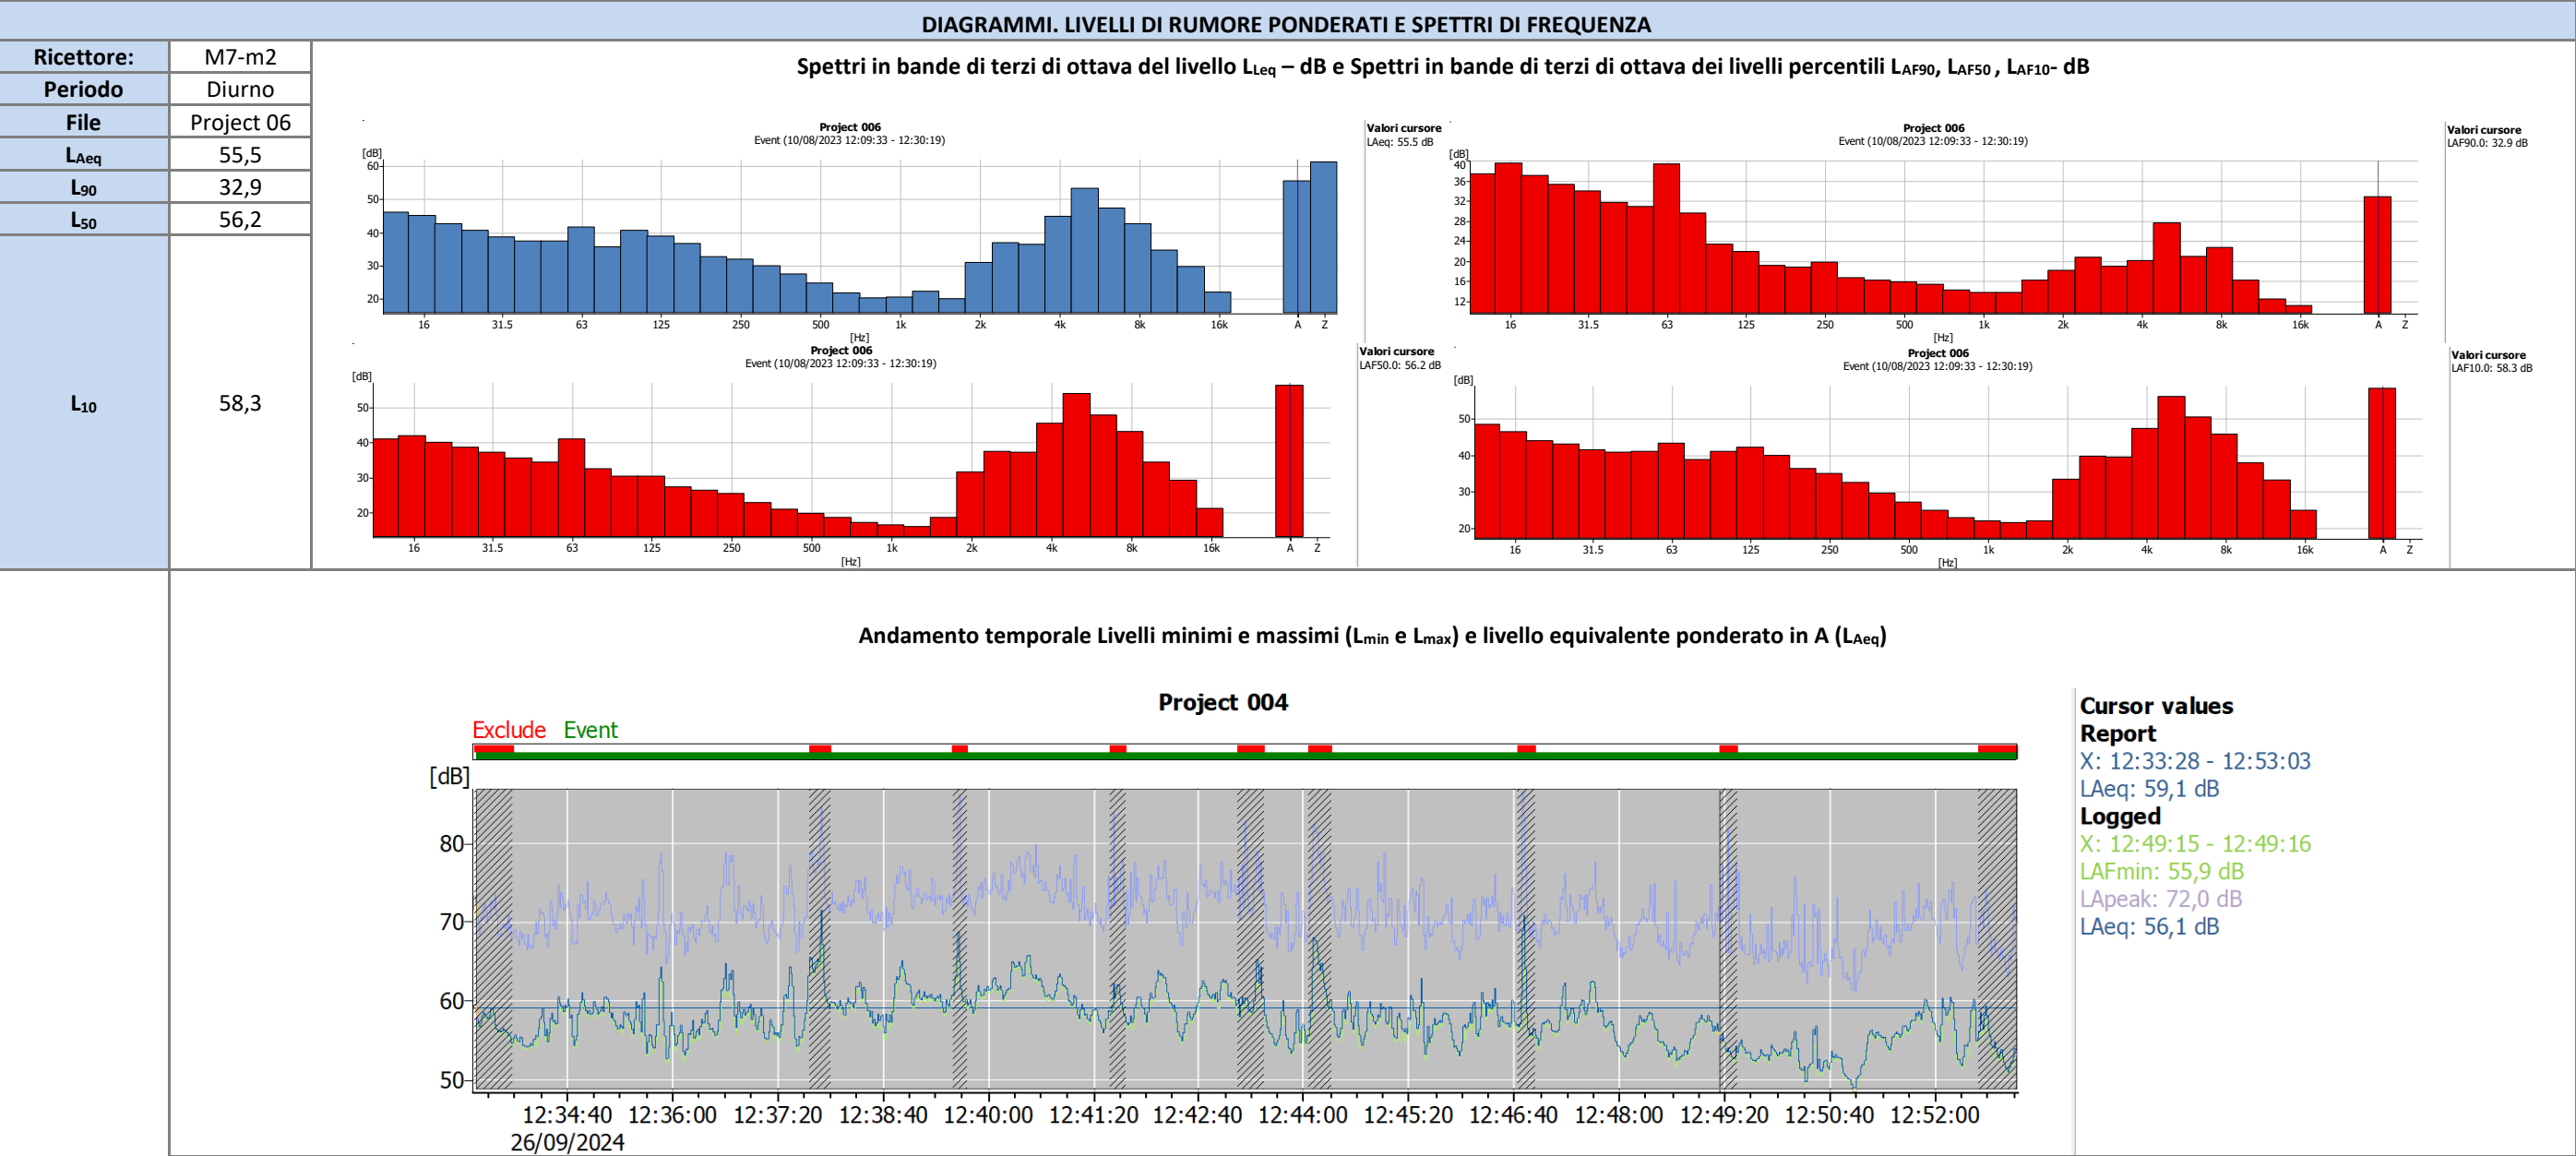 DIAGRAMMI. LIVELLI DI RUMORE PONDERATI E SPETTRI DI FREQUENZA
Ricettore: M7-m2
Periodo Diurno
File Project 06
LAeq 55,5
L90 32,9
L50 56,2
L10 58,3
Spettri in bande di terzi di ottava del livello LLeq – dB e Spettri in bande di terzi di ottava dei livelli percentili LAF90, LAF50 , LAF10- dB
Project 006
Event (10/08/2023 12:09:33 - 12:30:19)
[dB]
60
50
40
30
20
16 31.5 63 125 250 500 1k 2k 4k 8k 16k A Z
[Hz]
Valori cursore
LAeq: 55.5 dB
Project 006
Event (10/08/2023 12:09:33 - 12:30:19)
[dB]
40
36
32
28
24
20
16
12
16 31.5 63 125 250 500 1k 2k 4k 8k 16k A Z
[Hz]
Valori cursore
LAF90.0: 32.9 dB
Project 006
Event (10/08/2023 12:09:33 - 12:30:19)
[dB]
50
40
30
20
16 31.5 63 125 250 500 1k 2k 4k 8k 16k A Z
[Hz]
Valori cursore
LAF50.0: 56.2 dB
Project 006
Event (10/08/2023 12:09:33 - 12:30:19)
[dB]
50
40
30
20
16 31.5 63 125 250 500 1k 2k 4k 8k 16k A Z
[Hz]
Valori cursore
LAF10.0: 58.3 dB
Andamento temporale Livelli minimi e massimi (Lmin e Lmax) e livello equivalente ponderato in A (LAeq)
Project 004
Exclude Event
[dB]
80
70
60
50
12:34:40 12:36:00 12:37:20 12:38:40 12:40:00 12:41:20 12:42:40 12:44:00 12:45:20 12:46:40 12:48:00 12:49:20 12:50:40 12:52:00
26/09/2024
Cursor values
Report
X: 12:33:28 - 12:53:03
LAeq: 59,1 dB
Logged
X: 12:49:15 - 12:49:16
LAFmin: 55,9 dB
LApeak: 72,0 dB
LAeq: 56,1 dB